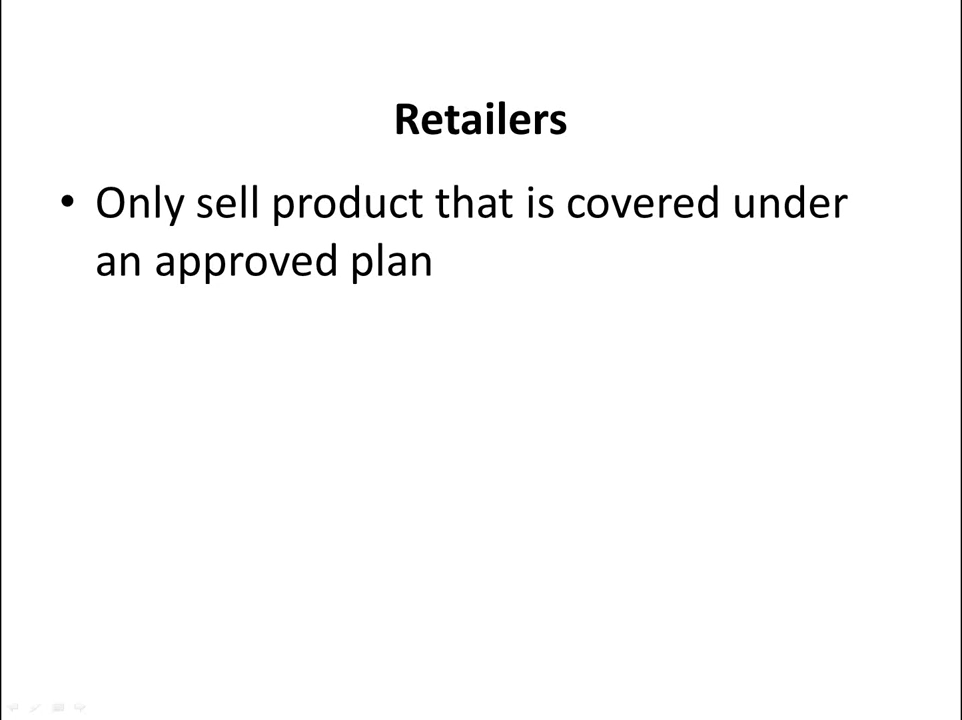 Retailers
• Only sell product that is covered under
an approved plan